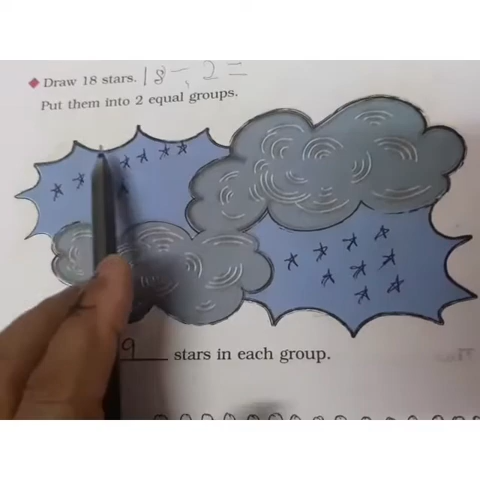 Draw 18 stars. 18 ÷ 2 =
Put them into 2 equal groups.
9 stars in each group.